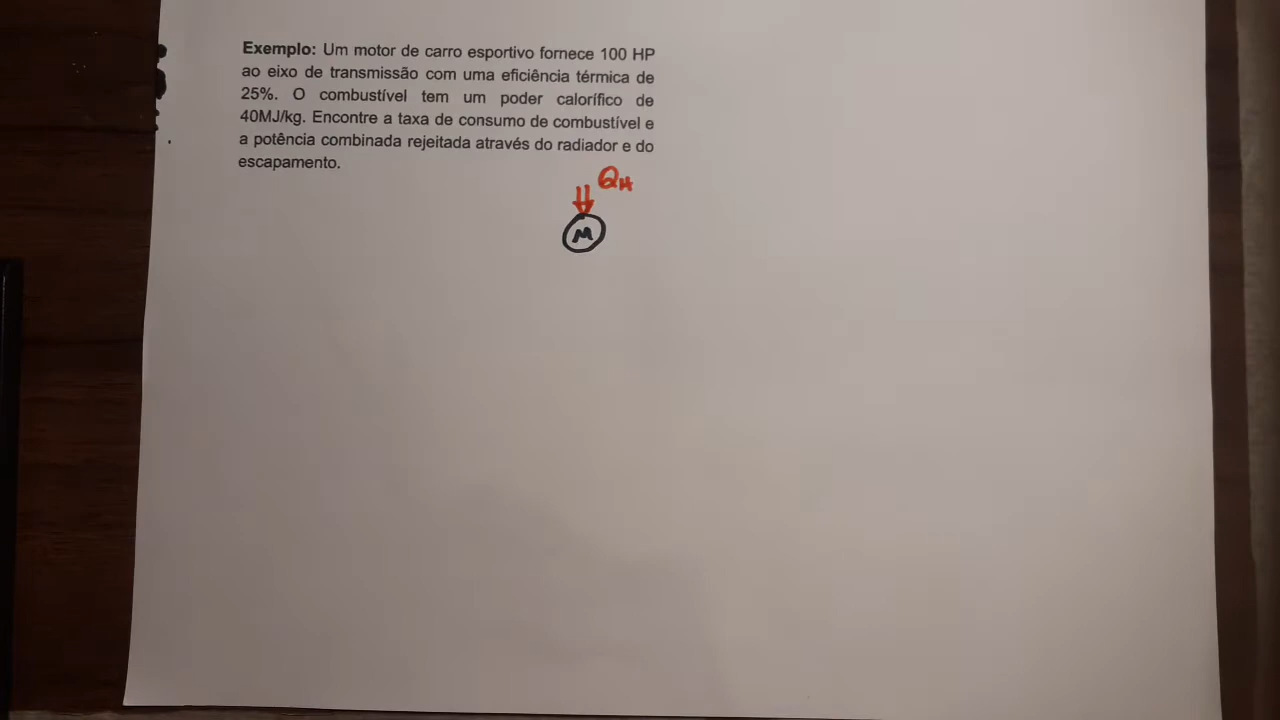 Exemplo: Um motor de carro esportivo fornece 100 HP
ao eixo de transmissão com uma eficiência térmica de
25%. O combustível tem um poder calorífico de
40MJ/kg. Encontre a taxa de consumo de combustível e
a potência combinada rejeitada através do radiador e do
escapamento.
QH
M